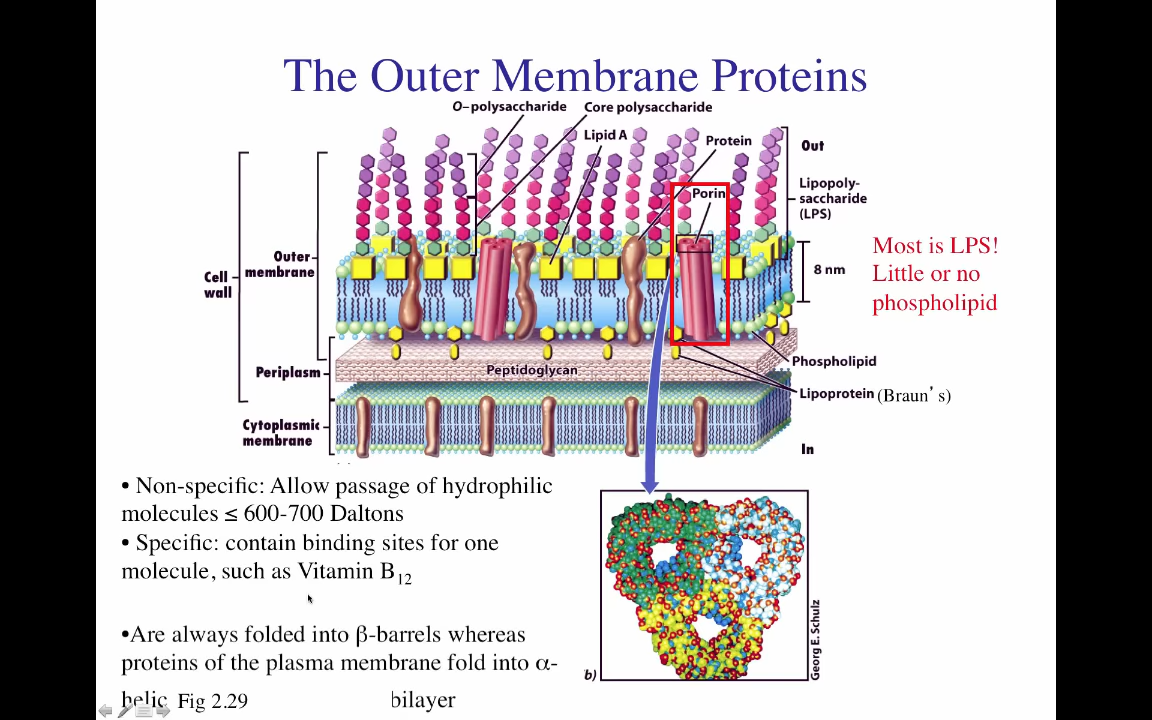 The Outer Membrane Proteins
O–polysaccharide
Core polysaccharide
Lipid A
Protein
Out
Porin
Lipopoly-
saccharide
(LPS)
Most is LPS!
Little or no
phospholipid
Outer
membrane
Cell
wall
8 nm
Phospholipid
Periplasm
Peptidoglycan
Lipoprotein (Braun's)
Cytoplasmic
membrane
In
• Non-specific: Allow passage of hydrophilic
molecules ≤ 600-700 Daltons
• Specific: contain binding sites for one
molecule, such as Vitamin B12
•Are always folded into β-barrels whereas
proteins of the plasma membrane fold into α-
helic Fig 2.29 bilayer
b)
Georg E. Schulz